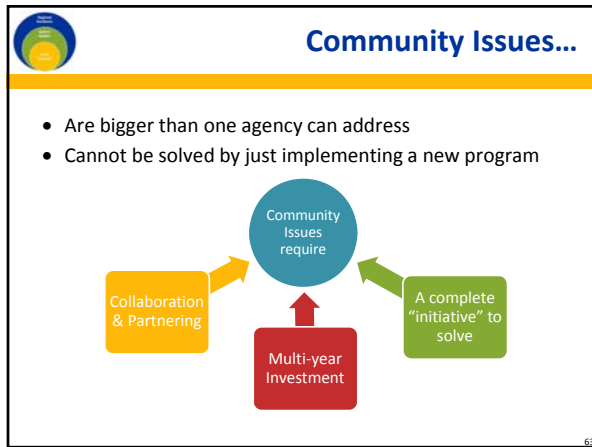 Community Issues…
• Are bigger than one agency can address
• Cannot be solved by just implementing a new program
Community
Issues
require
Collaboration
& Partnering
Multi-year
Investment
A complete
“initiative” to
solve
63